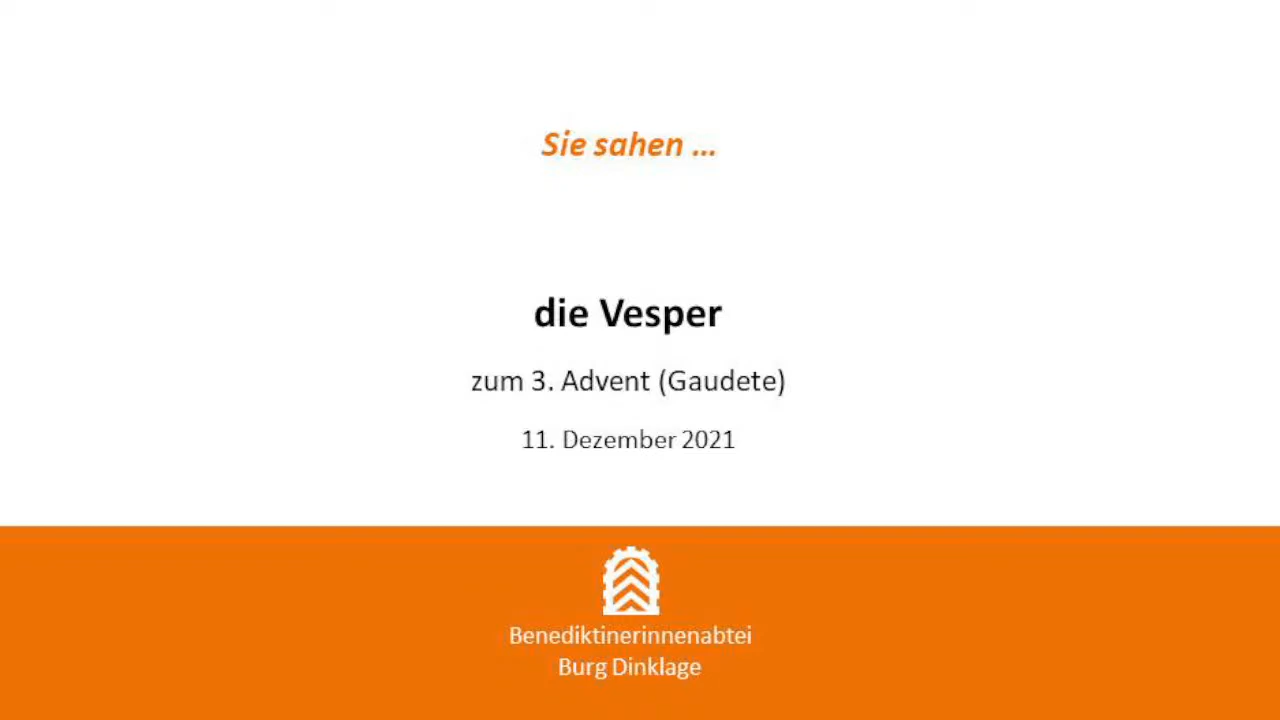 Sie sahen …
die Vesper
zum 3. Advent (Gaudete)
11. Dezember 2021
Benediktinerinnenabtei
Burg Dinklage